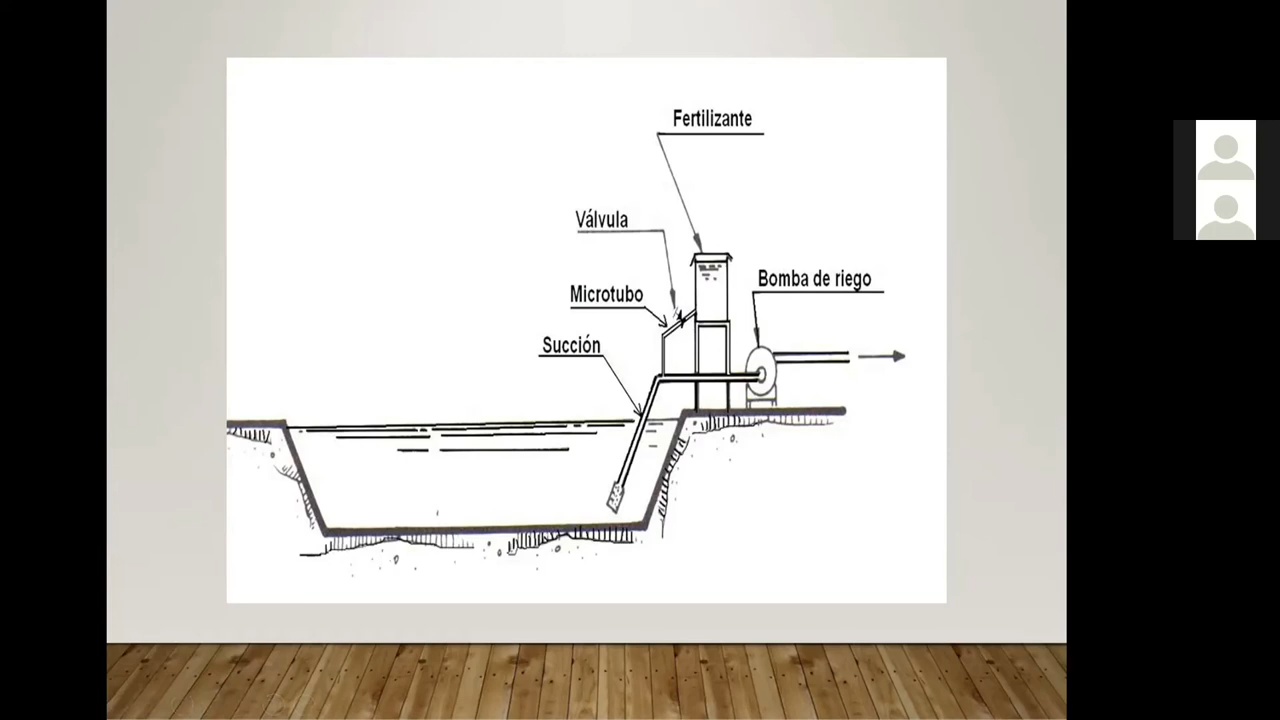 Fertilizante
Válvula
Bomba de riego
Microtubo
Succión